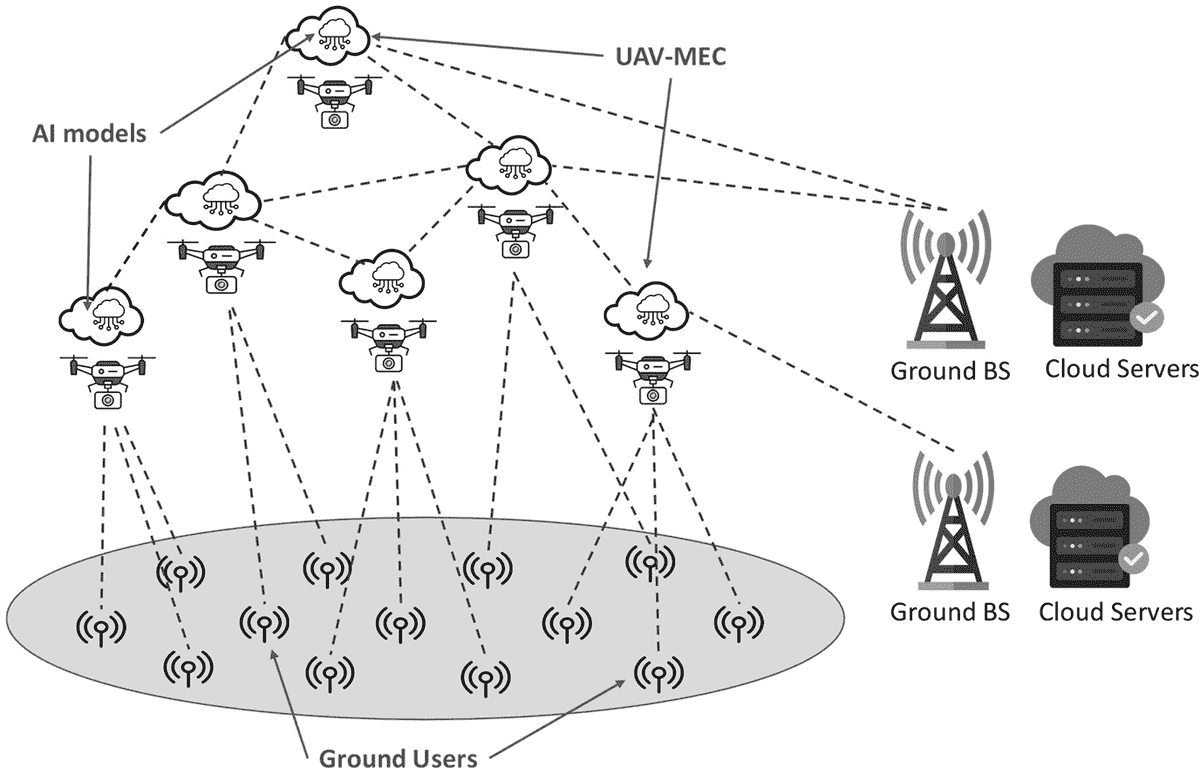 UAV-MEC
AI models
Ground BS
Cloud Servers
Ground BS
Cloud Servers
Ground Users